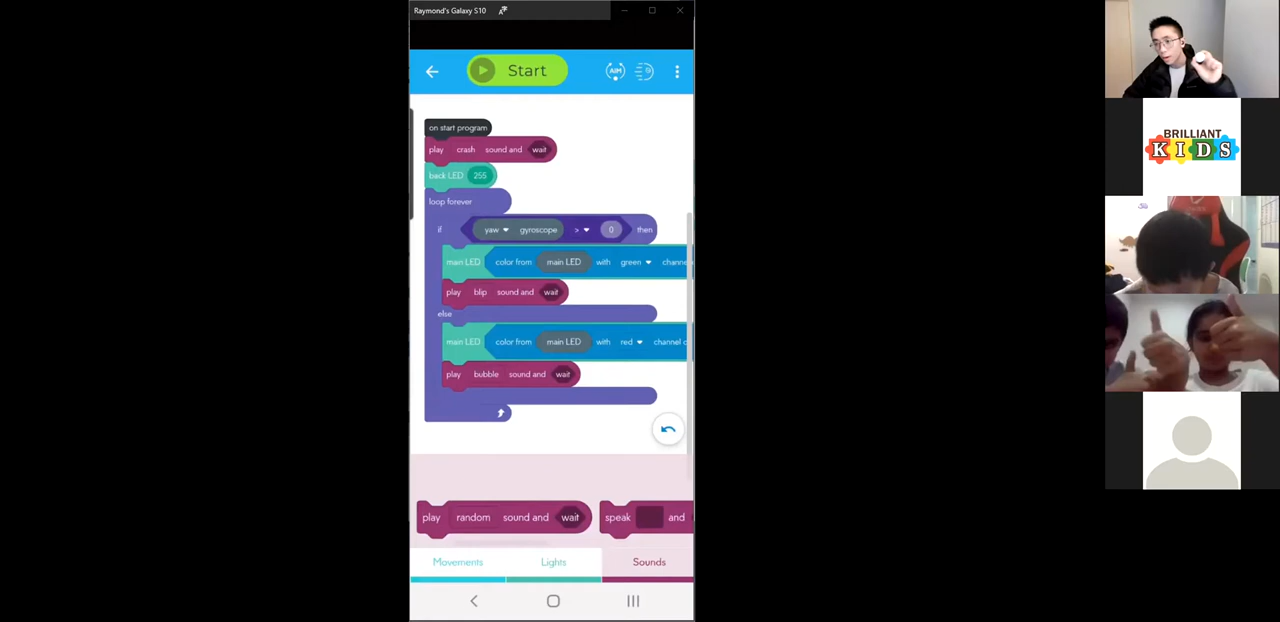 Raymond's Galaxy S10
Start
AIM
on start program
play crash sound and wait
back LED 255
loop forever
if yaw gyroscope > 0 then
main LED color from main LED with green channe
play blip sound and wait
else
main LED color from main LED with red channel c
play bubble sound and wait
play random sound and wait
speak and
Movements Lights Sounds
BRILLIANT
KIDS